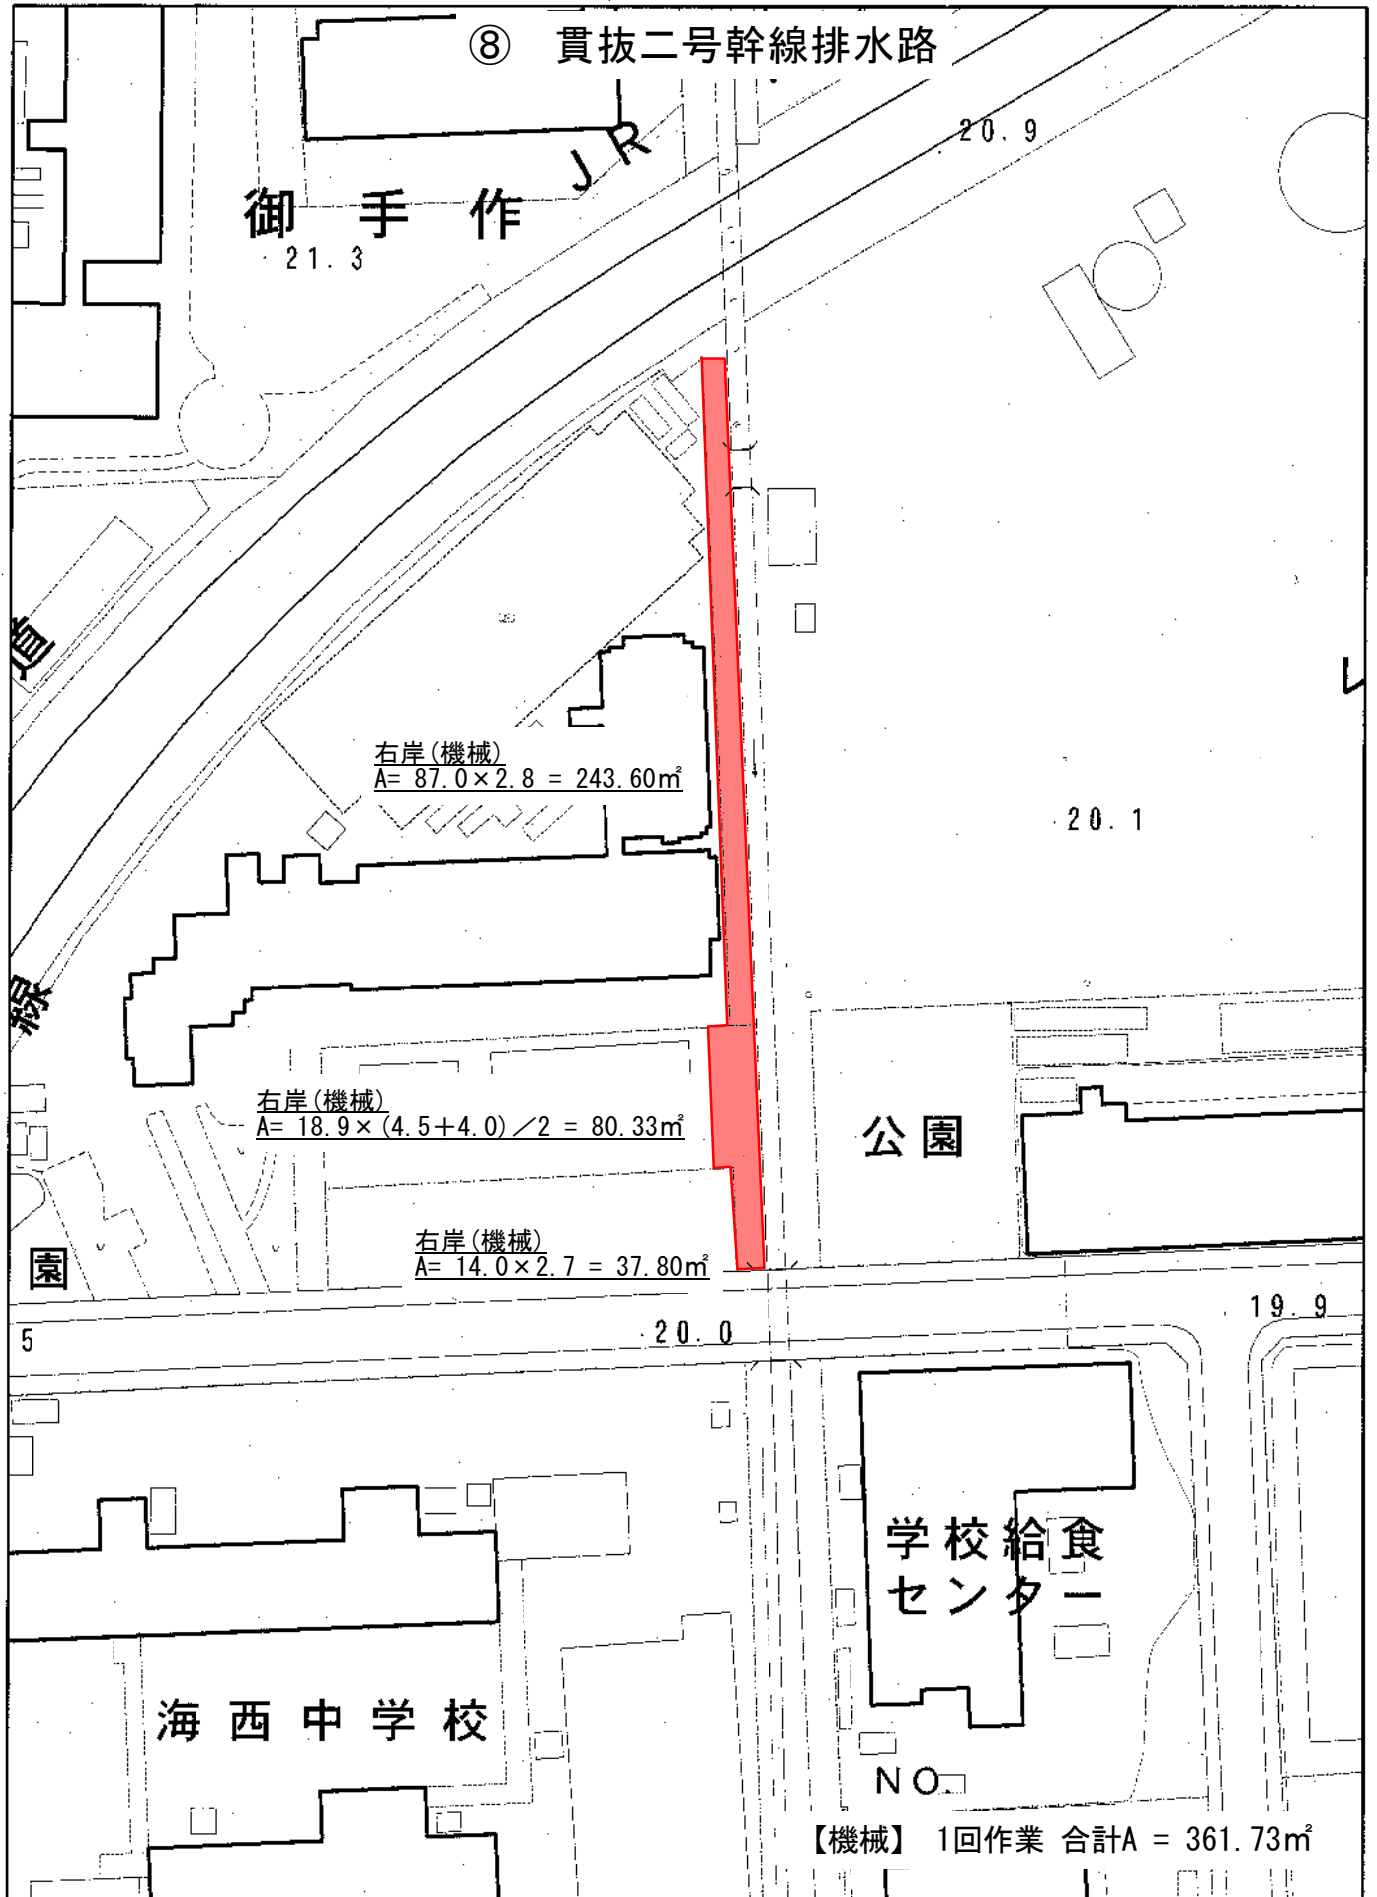 ⑧　貫抜二号幹線排水路
JR
20.9
御手作
21.3
道
右岸(機械)
A= 87.0×2.8 = 243.60㎡
20.1
線
右岸(機械)
A= 18.9×(4.5+4.0)／2 = 80.33㎡
公園
右岸(機械)
A= 14.0×2.7 = 37.80㎡
園
19.9
5
20.0
学校給食
センター
海西中学校
NO.
【機械】 1回作業 合計A = 361.73㎡